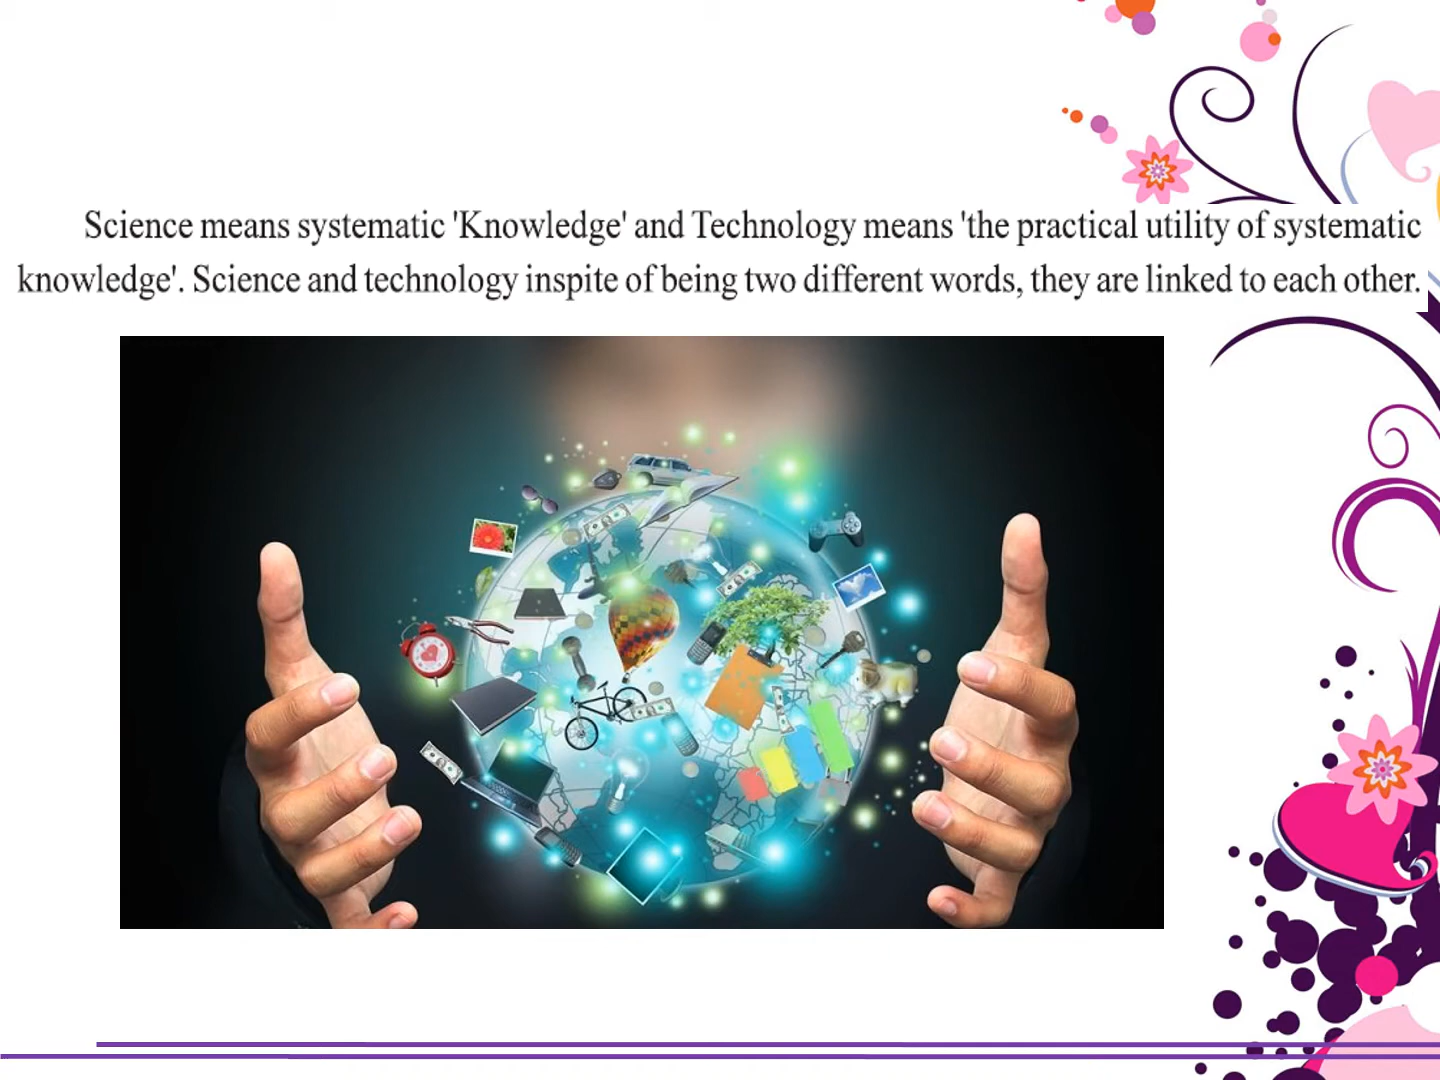 Science means systematic 'Knowledge' and Technology means 'the practical utility of systematic
knowledge'. Science and technology inspite of being two different words, they are linked to each other.